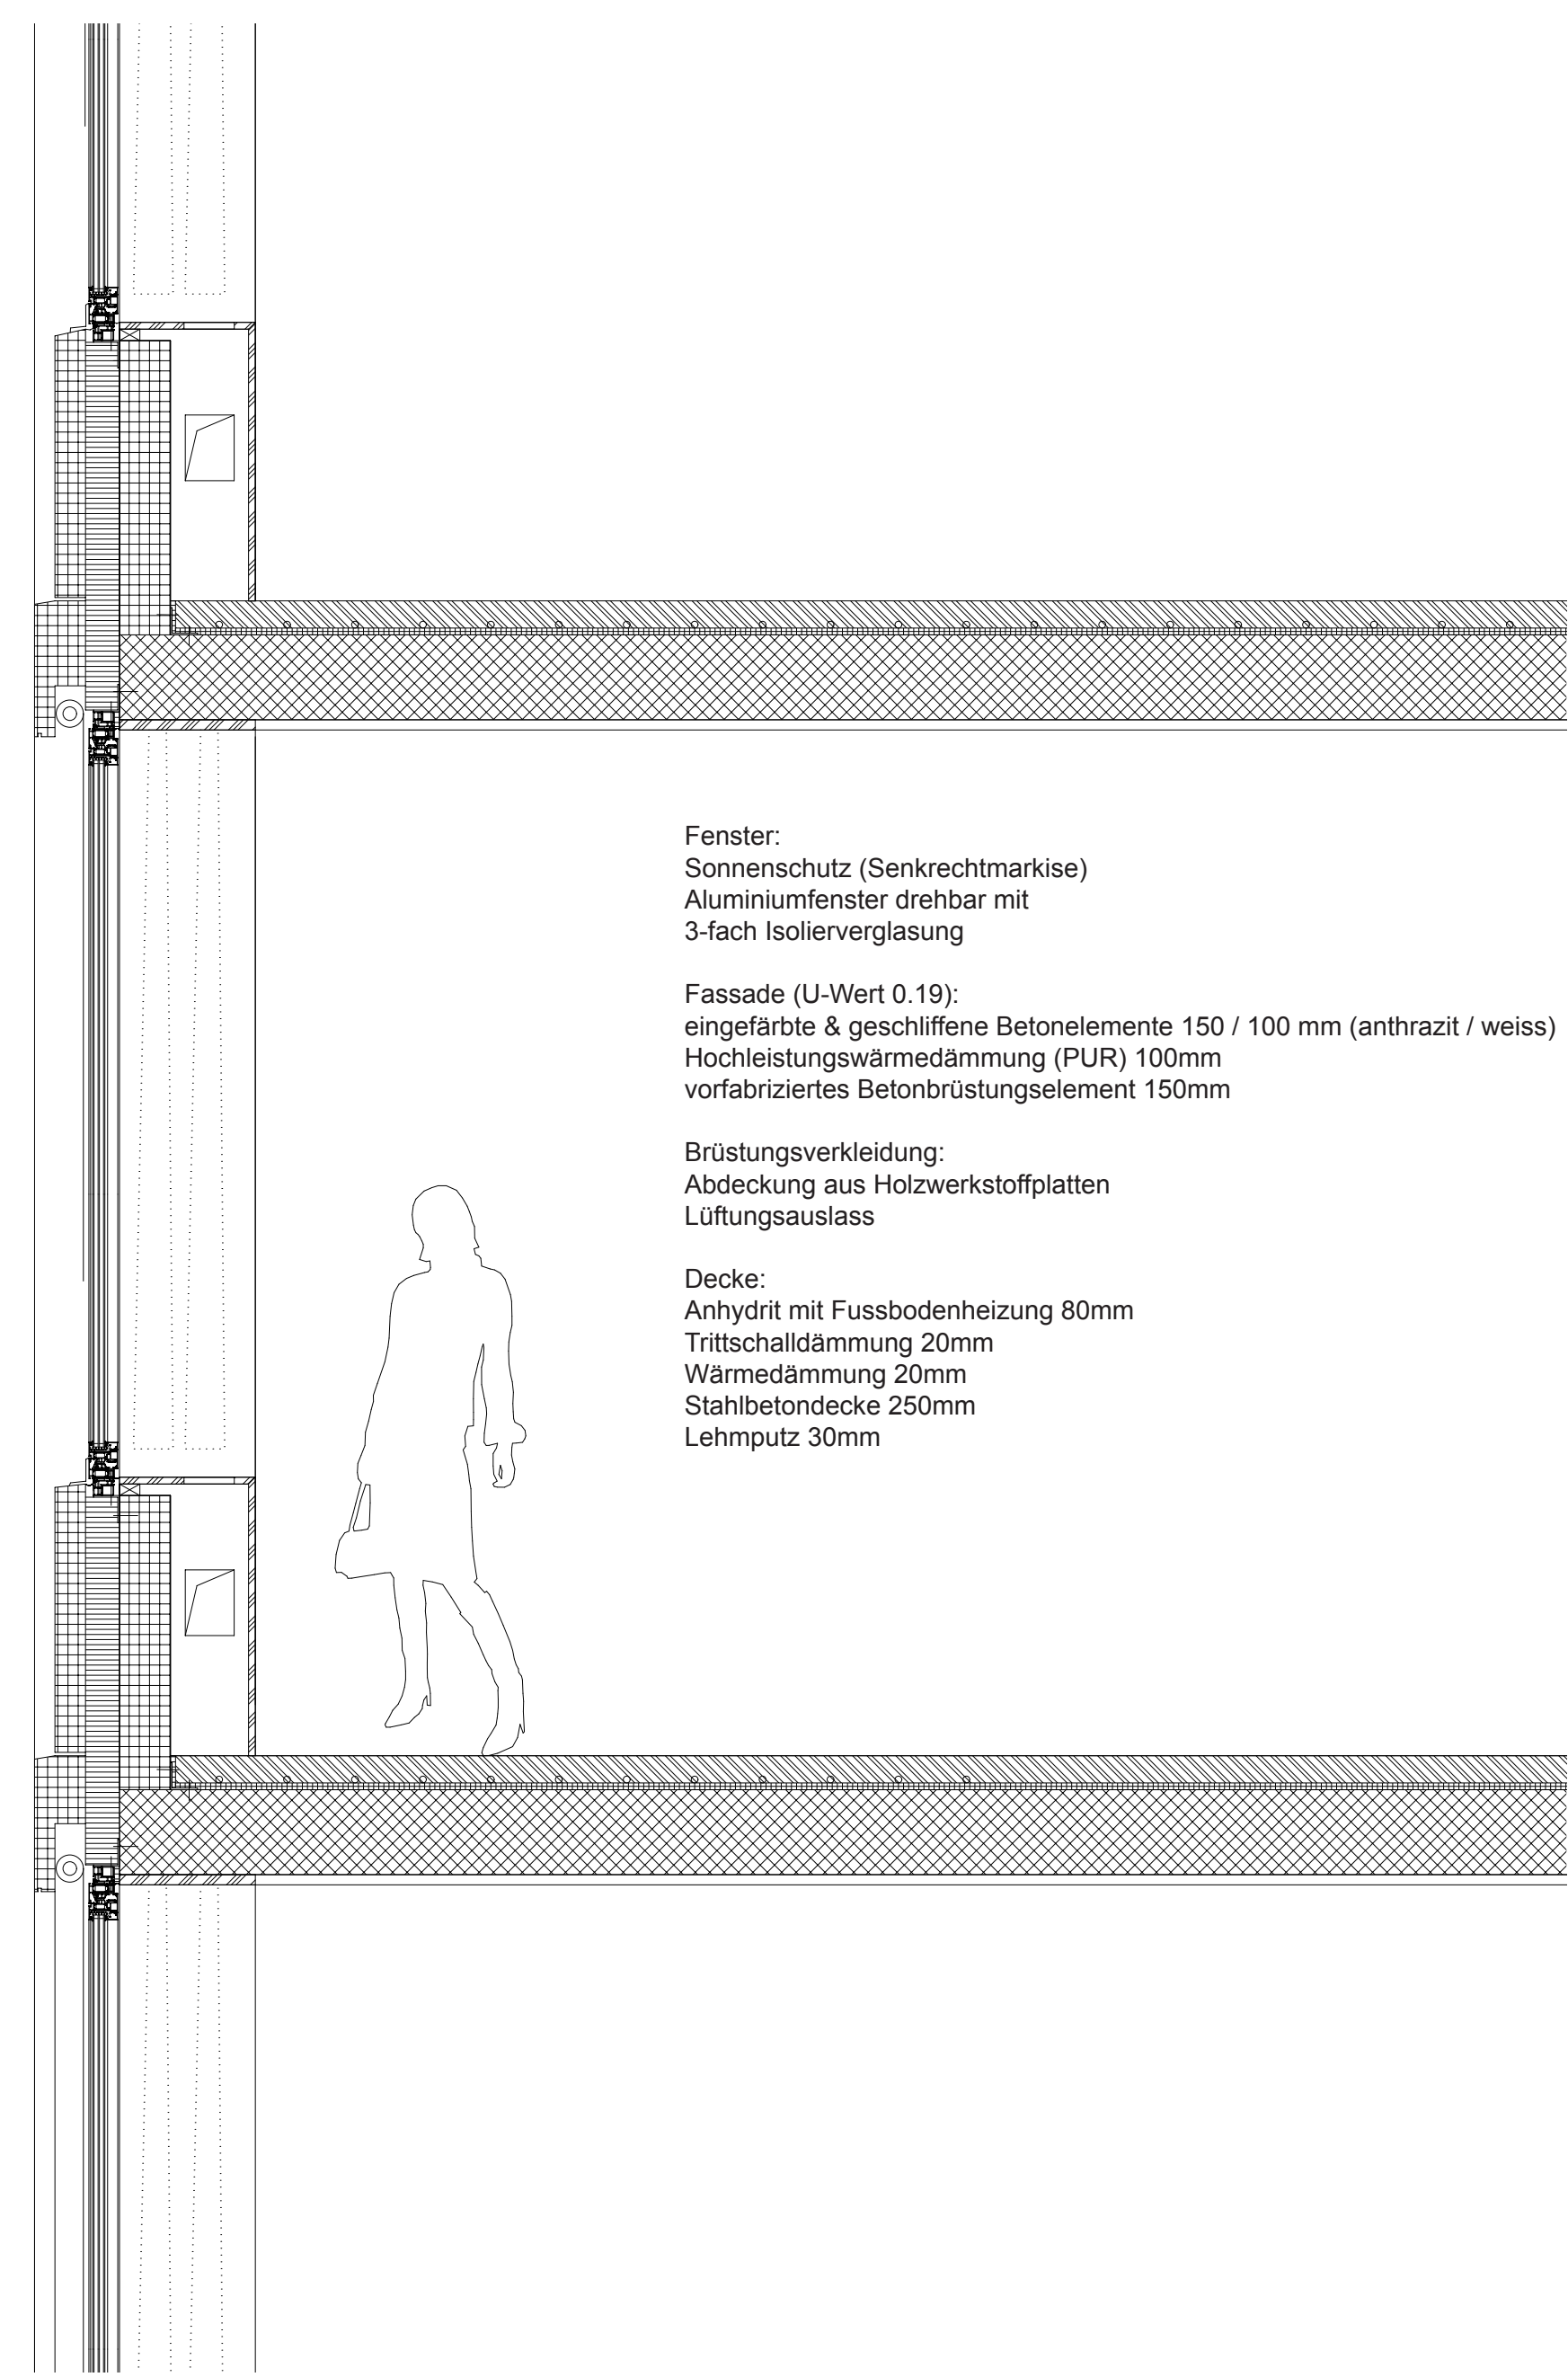 Fenster:
Sonnenschutz (Senkrechtmarkise)
Aluminiumfenster drehbar mit
3-fach Isolierverglasung
Fassade (U-Wert 0.19):
eingefärbte & geschliffene Betonelemente 150 / 100 mm (anthrazit / weiss)
Hochleistungswärmedämmung (PUR) 100mm
vorfabriziertes Betonbrüstungselement 150mm
Brüstungsverkleidung:
Abdeckung aus Holzwerkstoffplatten
Lüftungsauslass
Decke:
Anhydrit mit Fussbodenheizung 80mm
Trittschalldämmung 20mm
Wärmedämmung 20mm
Stahlbetondecke 250mm
Lehmputz 30mm